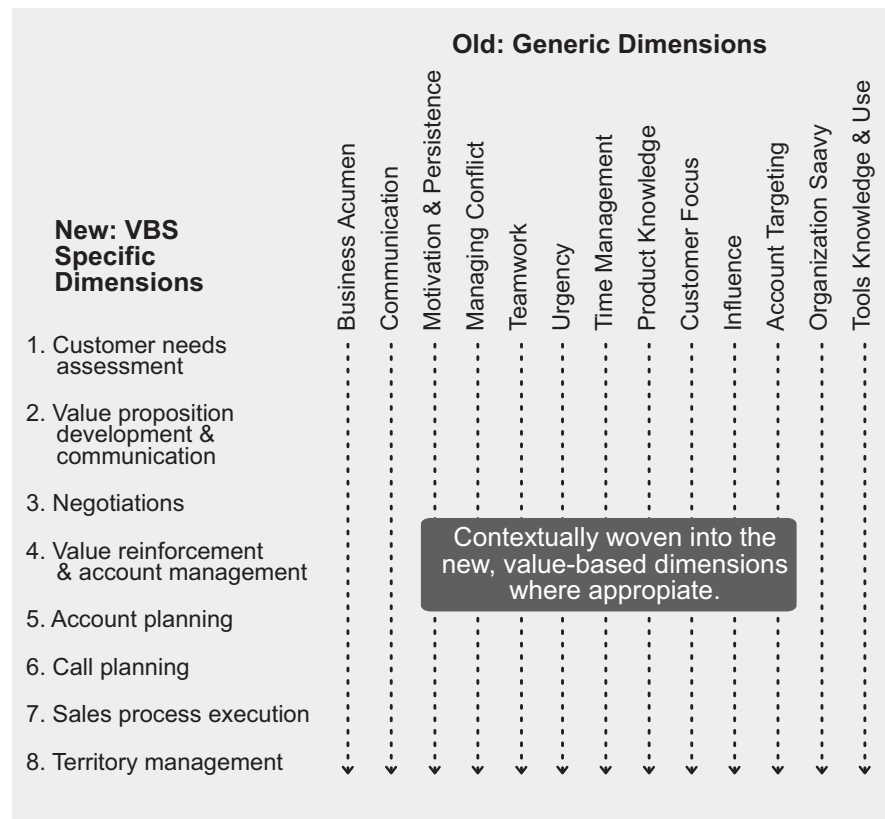 Old: Generic Dimensions
Business Acumen
Communication
Motivation & Persistence
Managing Conflict
Teamwork
Urgency
Time Management
Product Knowledge
Customer Focus
Influence
Account Targeting
Organization Saavy
Tools Knowledge & Use
New: VBS
Specific
Dimensions
1. Customer needs
assessment
2. Value proposition
development &
communication
3. Negotiations
4. Value reinforcement
& account management
5. Account planning
6. Call planning
7. Sales process execution
8. Territory management
Contextually woven into the
new, value-based dimensions
where appropiate.